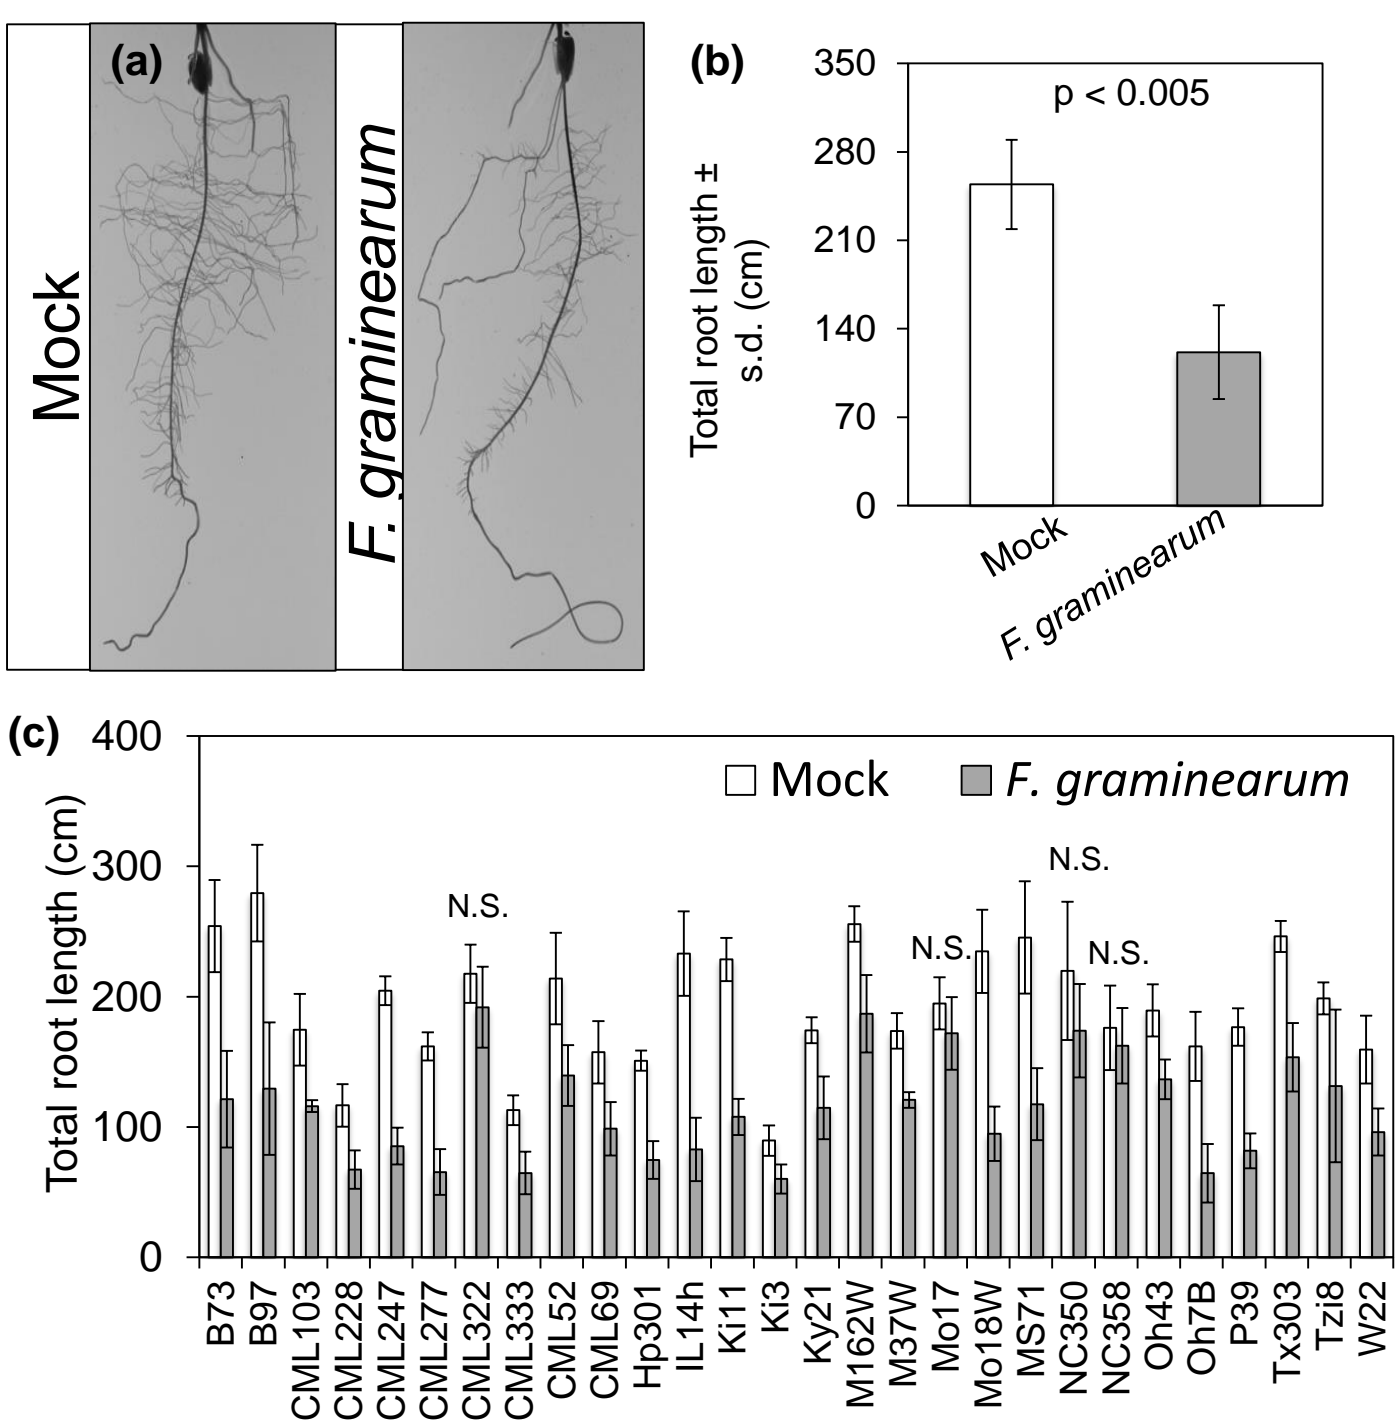 (a)
Mock
F. graminearum
(b)
350
280
210
140
70
0
p < 0.005
Total root length ±
s.d. (cm)
Mock
F. graminearum
(c)
400
300
200
100
0
Total root length (cm)
Mock
F. graminearum
N.S.
N.S.
N.S.
N.S.
B73
B97
CML103
CML228
CML247
CML277
CML322
CML333
CML52
CML69
Hp301
IL14h
Ki11
Ki3
Ky21
M162W
M37W
Mo17
Mo18W
MS71
NC350
NC358
Oh43
Oh7B
P39
Tx303
Tzi8
W22